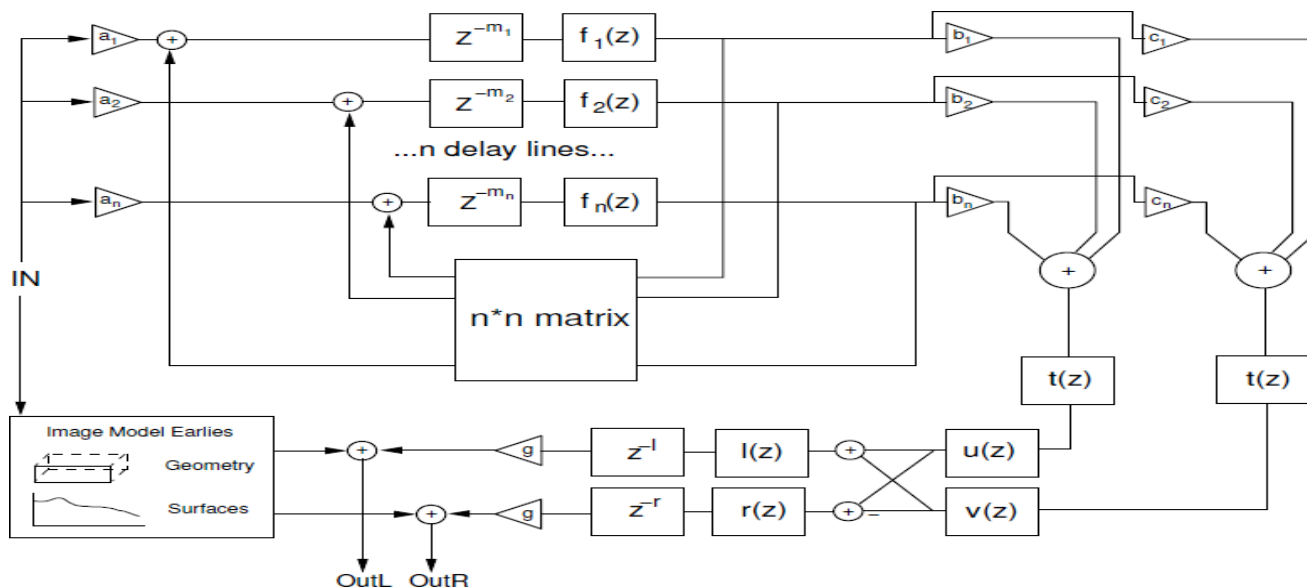 a1 + z^-m1 f1(z) b1 c1
a2 + z^-m2 f2(z) b2 c2
...n delay lines...
an + z^-mn fn(z) bn cn
IN
n*n matrix
+ +
t(z) t(z)
Image Model Earlies
Geometry
Surfaces
+ g z^-l l(z) + u(z)
+ g z^-r r(z) + − v(z)
OutL OutR